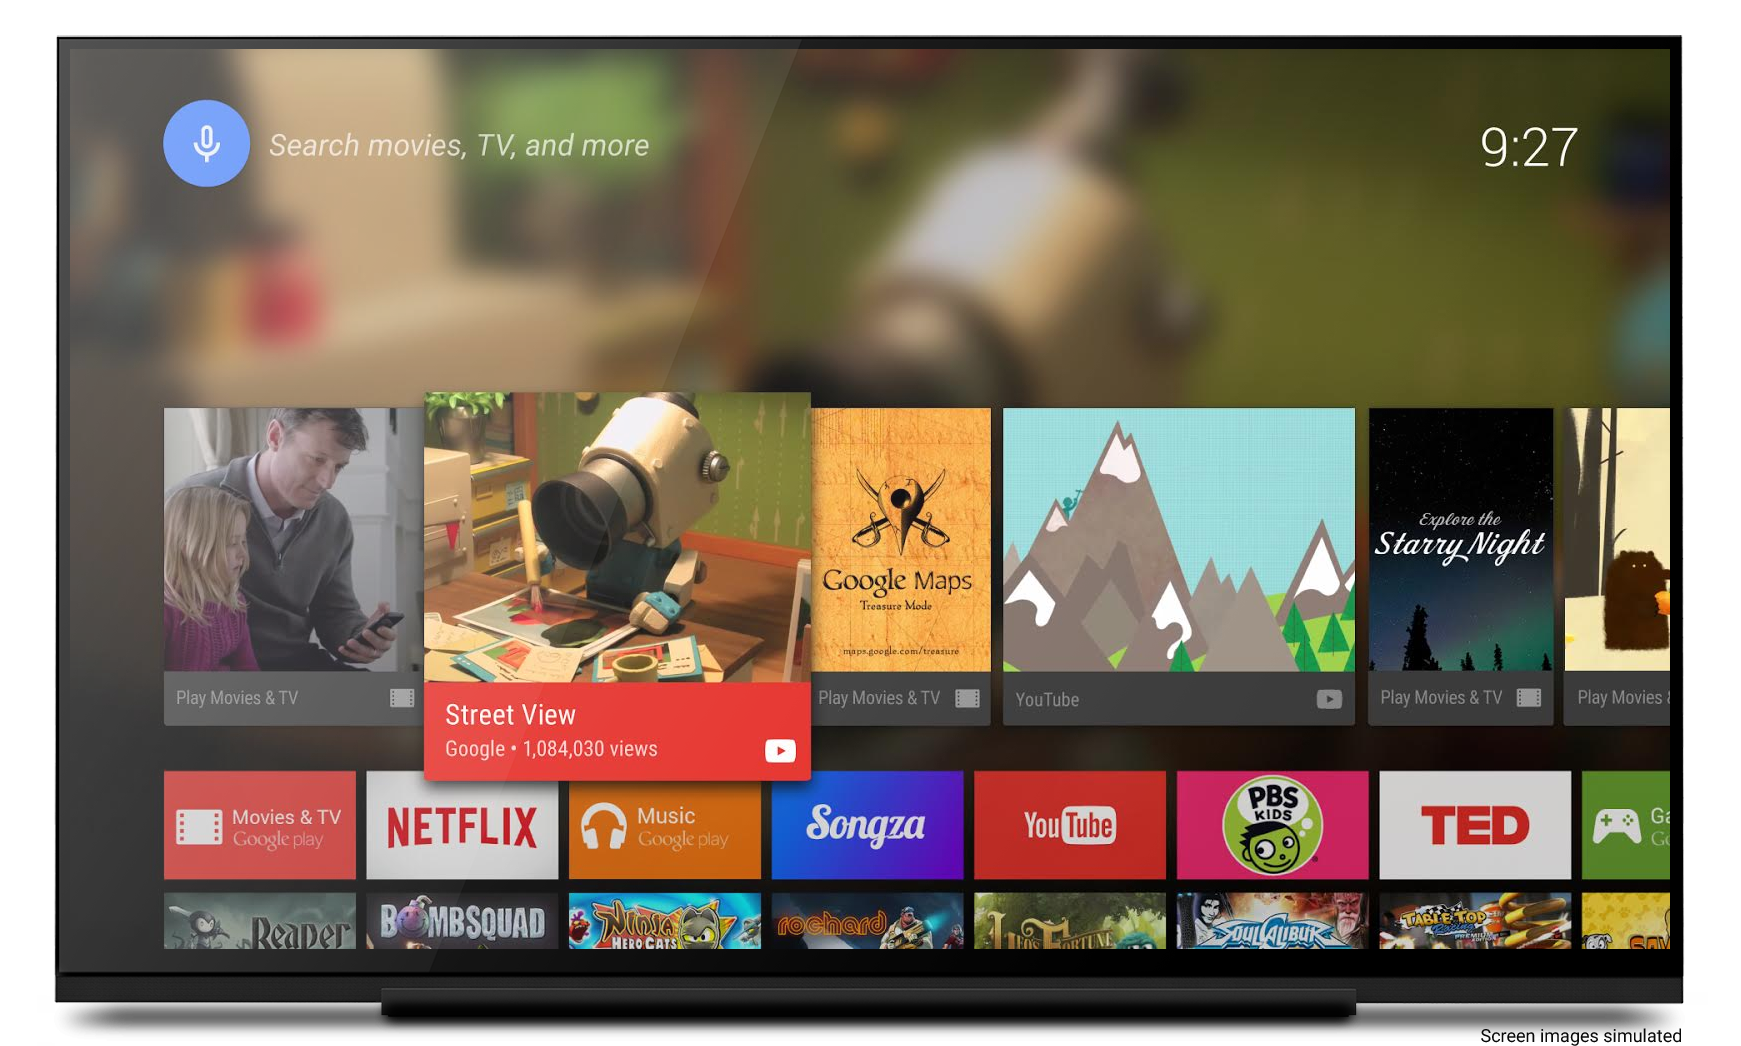 Search movies, TV, and more
9:27
Explore the
Starry Night
Google Maps
Treasure Mode
maps.google.com/treasure
Play Movies & TV
Street View
Google • 1,084,030 views
Play Movies & TV
YouTube
Play Movies & TV
Play Movies &
Movies & TV
Google play
NETFLIX
Music
Google play
Songza
YouTube
PBS
KIDS
TED
Ga
Go
Reaper
BOMBSQUAD
NINJA
HERO CATS
rochard
LEO'S FORTUNE
SOULCALIBUR
TABLE TOP
Racing
PREMIUM
EDITION
Screen images simulated